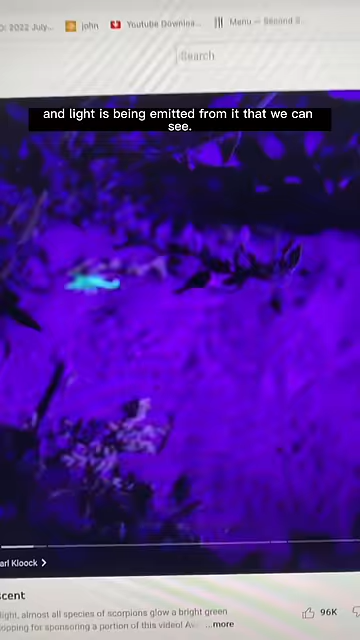 D: 2022 July... john Youtube Downloa... Menu — Second S...
Search
and light is being emitted from it that we can
see.
arl Kloock >
scent
light, almost all species of scorpions glow a bright green
opping for sponsoring a portion of this video! ...more
96K